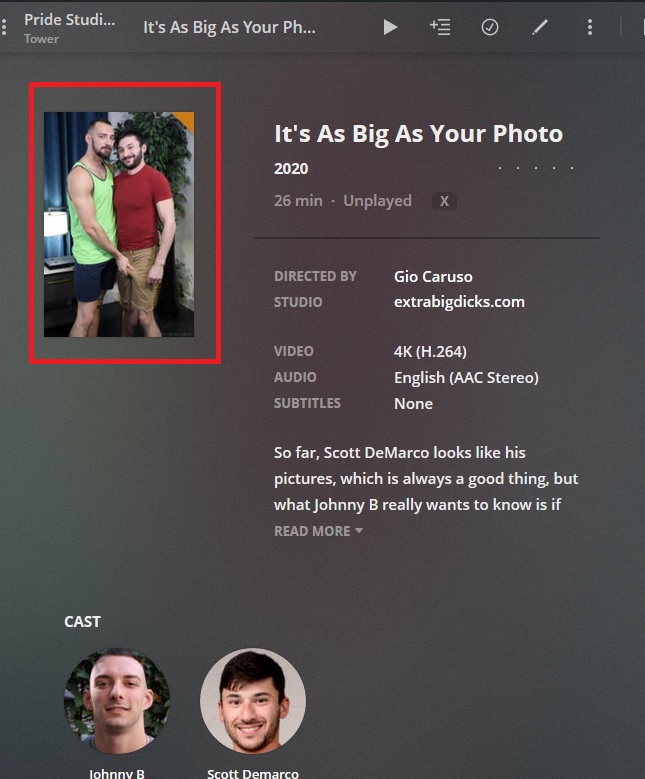 Pride Studi...
Tower
It's As Big As Your Ph...
It's As Big As Your Photo
2020
26 min · Unplayed X
DIRECTED BY Gio Caruso
STUDIO extrabigdicks.com
VIDEO 4K (H.264)
AUDIO English (AAC Stereo)
SUBTITLES None
So far, Scott DeMarco looks like his
pictures, which is always a good thing, but
what Johnny B really wants to know is if
READ MORE
CAST
Johnny B Scott Demarco